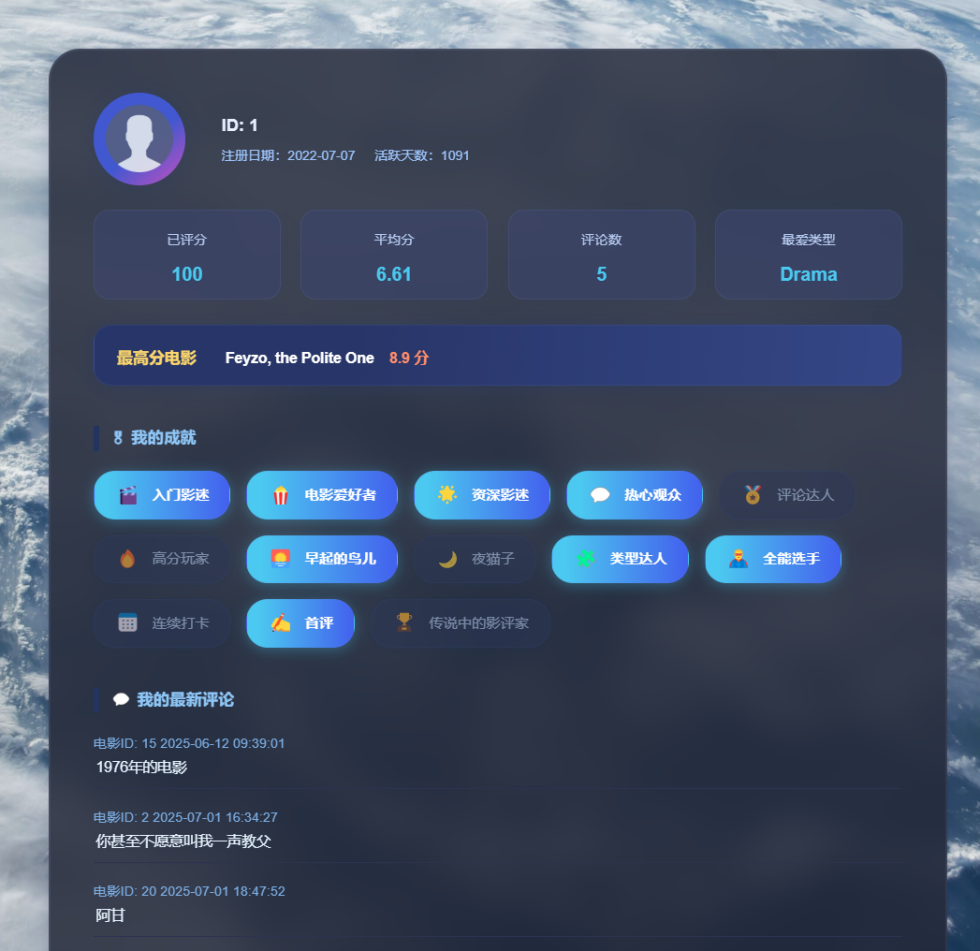 ID: 1
注册日期：2022-07-07 活跃天数：1091
已评分 平均分 评论数 最爱类型
100 6.61 5 Drama
最高分电影 Feyzo, the Polite One 8.9 分
我的成就
入门影迷 电影爱好者 资深影迷 热心观众 评论达人
高分玩家 早起的鸟儿 夜猫子 类型达人 全能选手
连续打卡 首评 传说中的影评家
我的最新评论
电影ID: 15 2025-06-12 09:39:01
1976年的电影
电影ID: 2 2025-07-01 16:34:27
你甚至不愿意叫我一声教父
电影ID: 20 2025-07-01 18:47:52
阿甘